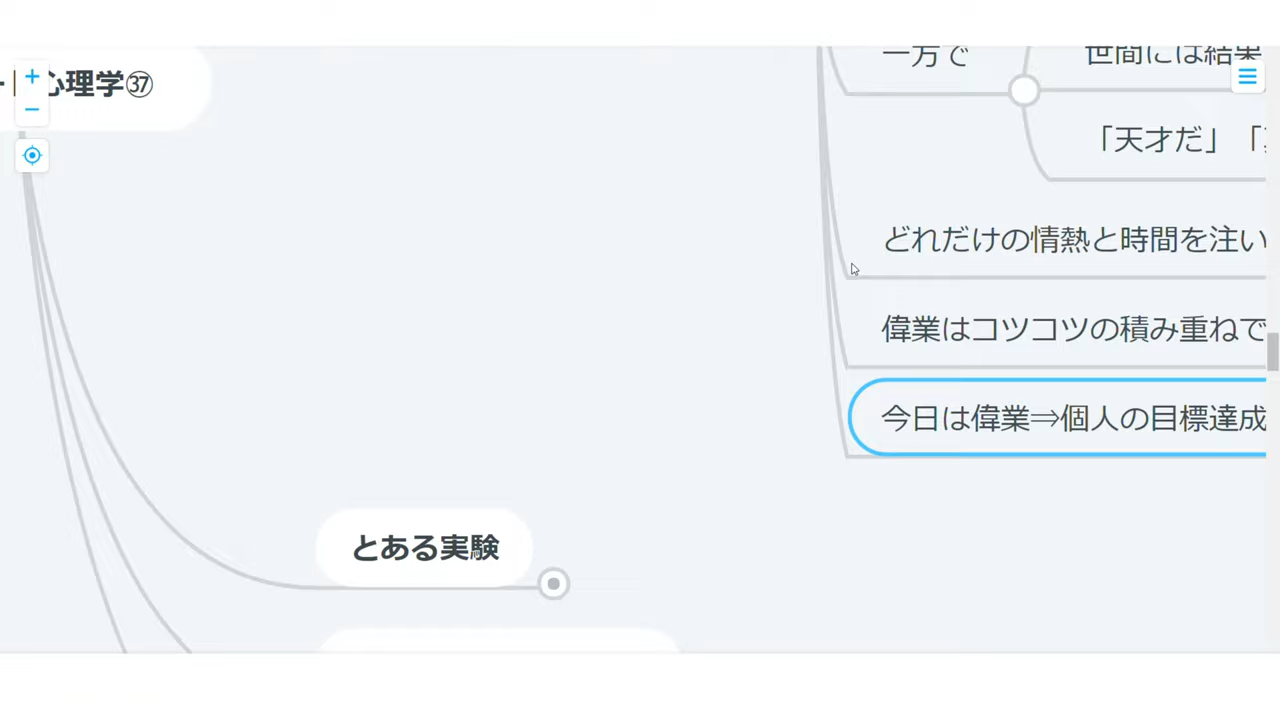 心理学㊲
一方で
世間には結果
「天才だ」「
どれだけの情熱と時間を注い
偉業はコツコツの積み重ねで
今日は偉業⇒個人の目標達成
とある実験